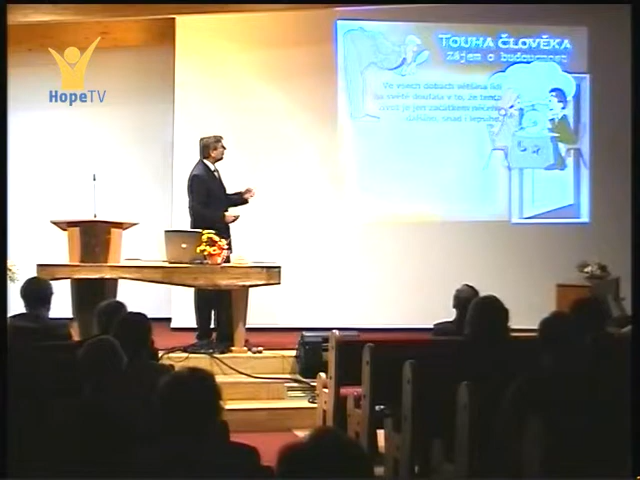 HopeTV
TOUHA ČLOVĚKA
Zájem o budoucnost
Ve všech dobách většina lidí
na světě doufala v to, že tento
život je jen začátkem něčeho
dalšího, snad i lepšího.